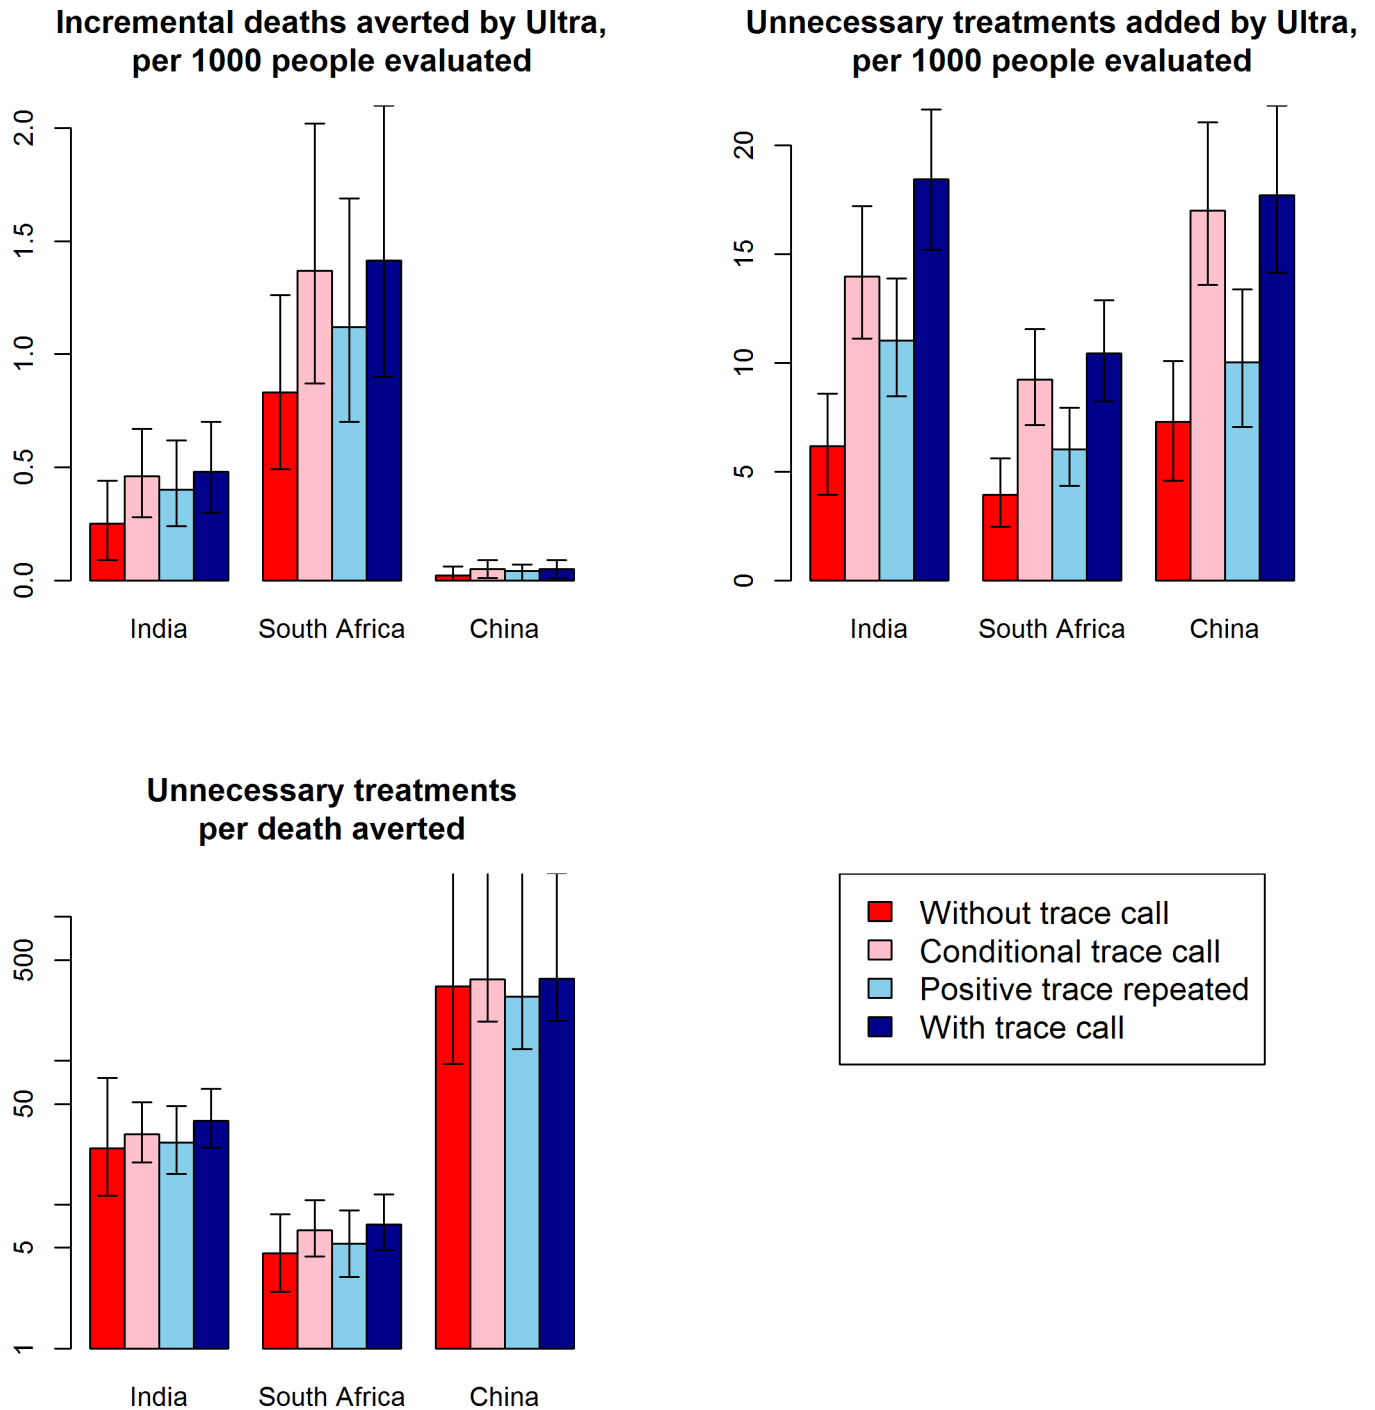 Incremental deaths averted by Ultra,
per 1000 people evaluated
2.0
1.5
1.0
0.5
0.0
India South Africa China
Unnecessary treatments added by Ultra,
per 1000 people evaluated
20
15
10
5
0
India South Africa China
Unnecessary treatments
per death averted
500
50
5
1
India South Africa China
Without trace call
Conditional trace call
Positive trace repeated
With trace call